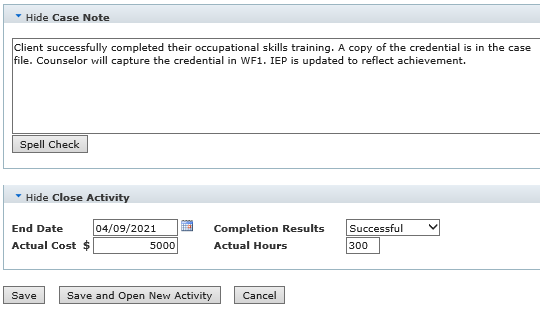 Hide Case Note
Client successfully completed their occupational skills training. A copy of the credential is in the case
file. Counselor will capture the credential in WF1. IEP is updated to reflect achievement.
Spell Check
Hide Close Activity
End Date 04/09/2021 Completion Results Successful
Actual Cost $ 5000 Actual Hours 300
Save Save and Open New Activity Cancel